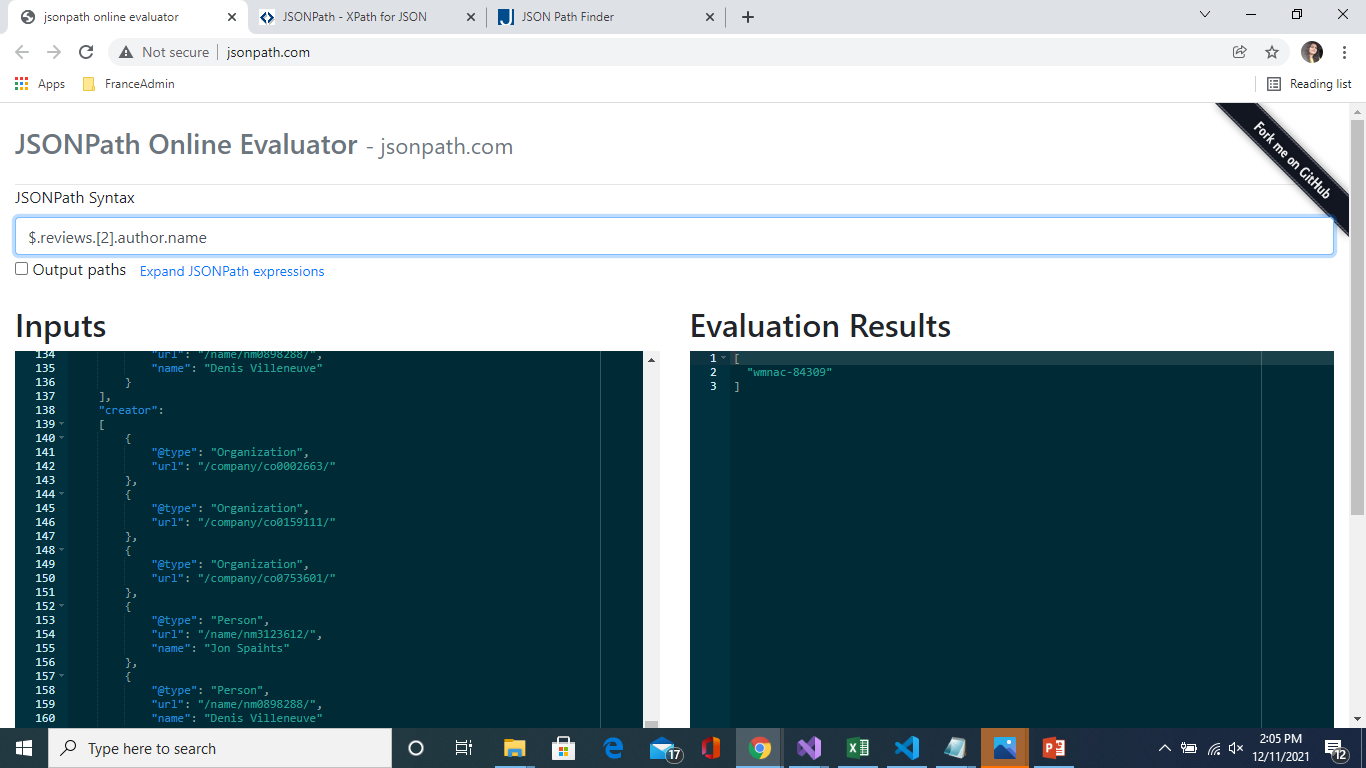 jsonpath online evaluator
JSONPath - XPath for JSON
JSON Path Finder
Not secure
jsonpath.com
Apps
FranceAdmin
Reading list
Fork me on GitHub
JSONPath Online Evaluator - jsonpath.com
JSONPath Syntax
$.reviews.[2].author.name
Output paths
Expand JSONPath expressions
Inputs
134 "url": "/name/nm0898288/",
135 "name": "Denis Villeneuve"
136 }
137 ],
138 "creator":
139 [
140 {
141 "@type": "Organization",
142 "url": "/company/co0002663/"
143 },
144 {
145 "@type": "Organization",
146 "url": "/company/co0159111/"
147 },
148 {
149 "@type": "Organization",
150 "url": "/company/co0753601/"
151 },
152 {
153 "@type": "Person",
154 "url": "/name/nm3123612/",
155 "name": "Jon Spaihts"
156 },
157 {
158 "@type": "Person",
159 "url": "/name/nm0898288/",
160 "name": "Denis Villeneuve"
Evaluation Results
1 [
2 "wmnac-84309"
3 ]
Type here to search
17
2:05 PM
12/11/2021
12